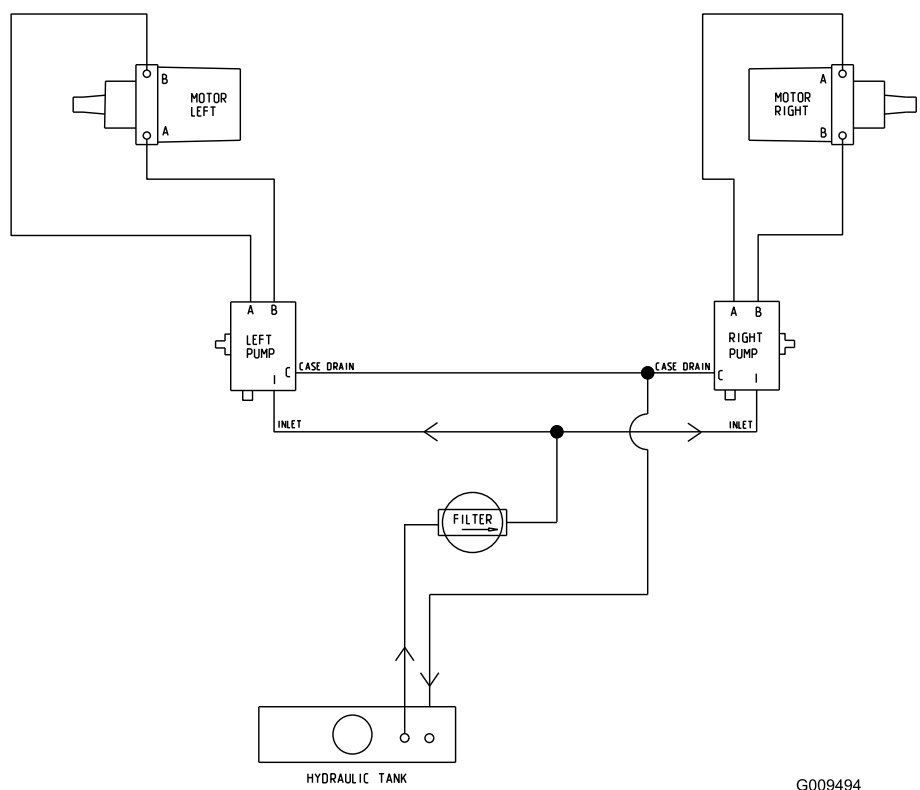 B
MOTOR
LEFT
A
A
MOTOR
RIGHT
B
A B
LEFT
PUMP
C
I
CASE DRAIN
INLET
A B
RIGHT
PUMP
C
I
CASE DRAIN
INLET
FILTER
HYDRAULIC TANK
G009494